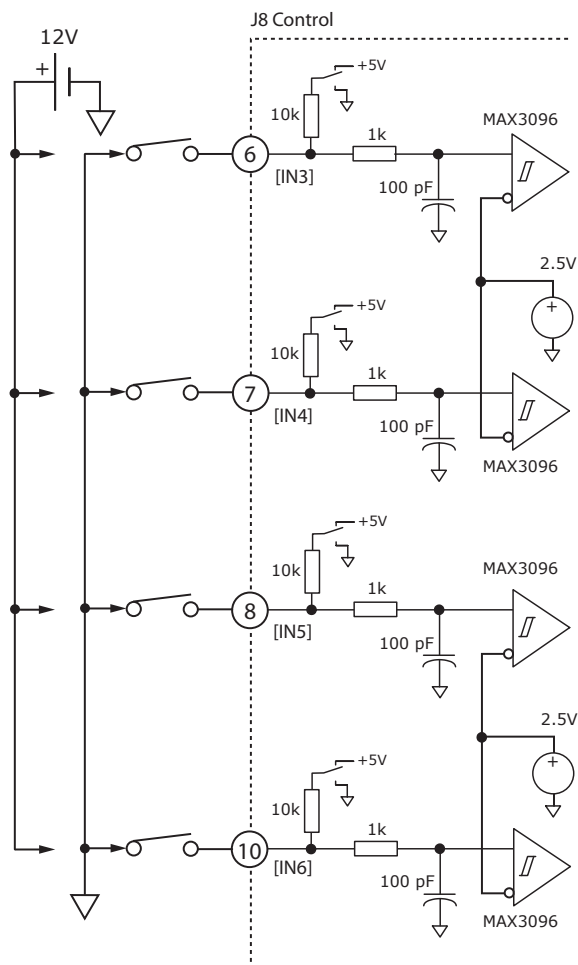 J8 Control
12V
+
+5V
10k
1k
MAX3096
6
[IN3]
100 pF
2.5V
+
+5V
10k
1k
7
[IN4]
100 pF
MAX3096
+5V
10k
1k
MAX3096
8
[IN5]
100 pF
2.5V
+
+5V
10k
1k
10
[IN6]
100 pF
MAX3096